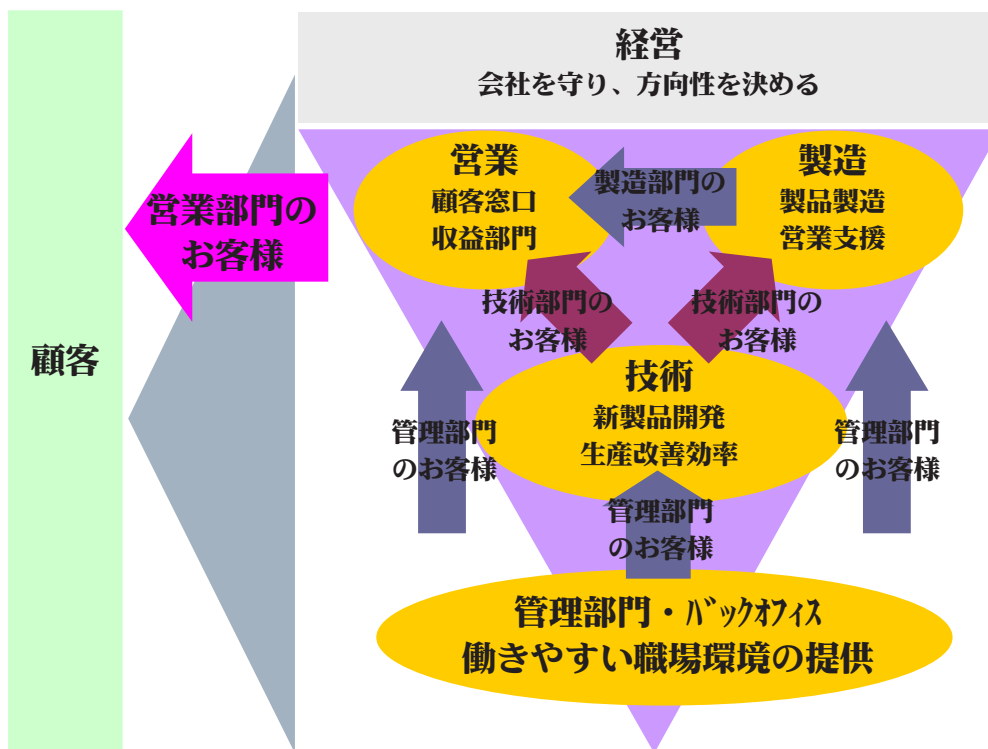 経営
会社を守り、方向性を決める
営業
顧客窓口
収益部門
製造部門の
お客様
製造
製品製造
営業支援
営業部門の
お客様
技術部門の
お客様
技術部門の
お客様
顧客
技術
新製品開発
生産改善効率
管理部門
のお客様
管理部門
のお客様
管理部門
のお客様
管理部門・ﾊﾞｯｸｵﾌｨｽ
働きやすい職場環境の提供